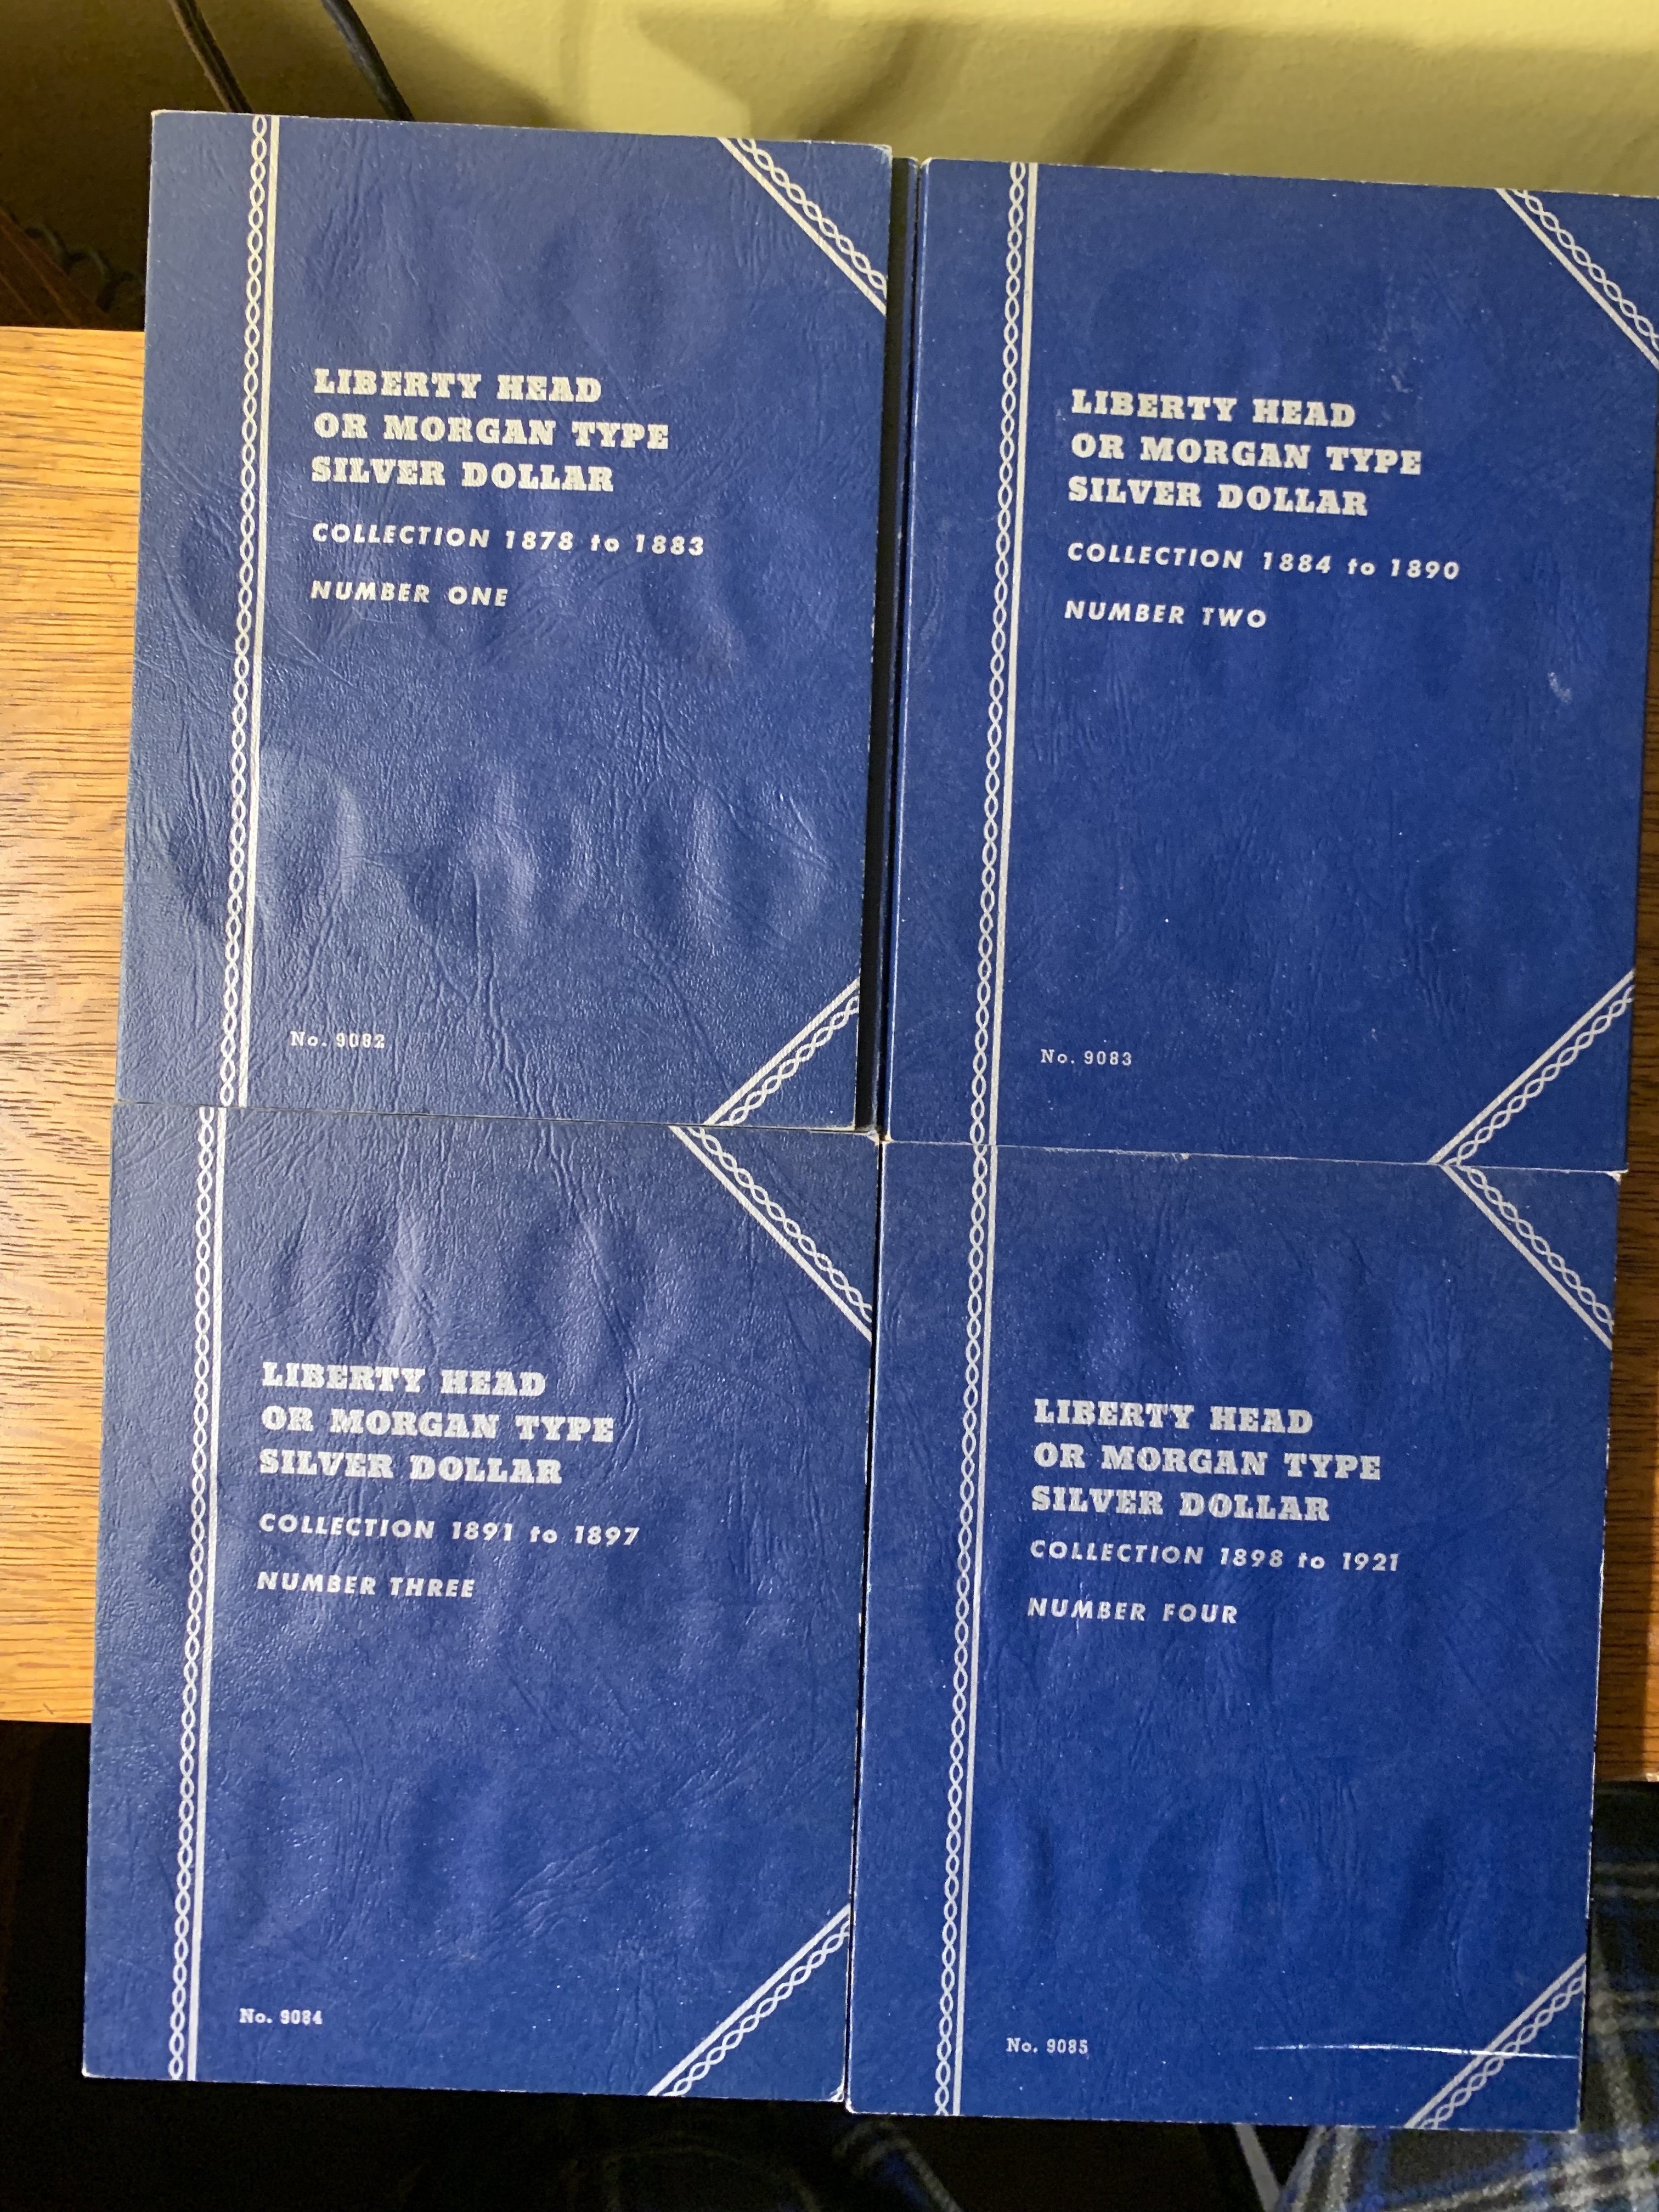 LIBERTY HEAD
OR MORGAN TYPE
SILVER DOLLAR
COLLECTION 1878 to 1883
NUMBER ONE
No. 9082
LIBERTY HEAD
OR MORGAN TYPE
SILVER DOLLAR
COLLECTION 1884 to 1890
NUMBER TWO
No. 9083
LIBERTY HEAD
OR MORGAN TYPE
SILVER DOLLAR
COLLECTION 1891 to 1897
NUMBER THREE
No. 9084
LIBERTY HEAD
OR MORGAN TYPE
SILVER DOLLAR
COLLECTION 1898 to 1921
NUMBER FOUR
No. 9085